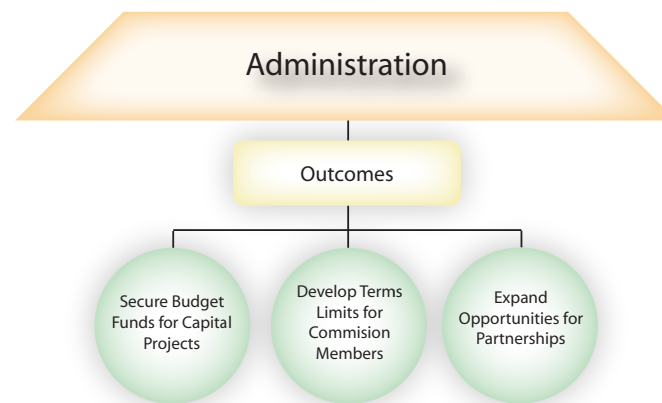 Administration
Outcomes
Secure Budget
Funds for Capital
Projects
Develop Terms
Limits for
Commision
Members
Expand
Opportunities for
Partnerships